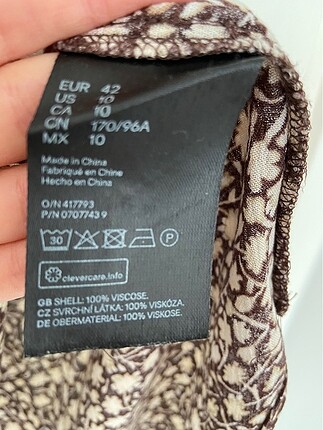 EUR 42
US 10
CA 10
CN 170/96A
MX 10
Made in China
Fabriqué en Chine
Hecho en China
O/N 417793
P/N 0707743 9
30
P
clevercare.info
GB SHELL: 100% VISCOSE.
CZ SVRCHNÍ LÁTKA: 100% VISKÓZA.
DE OBERMATERIAL: 100% VISKOSE.